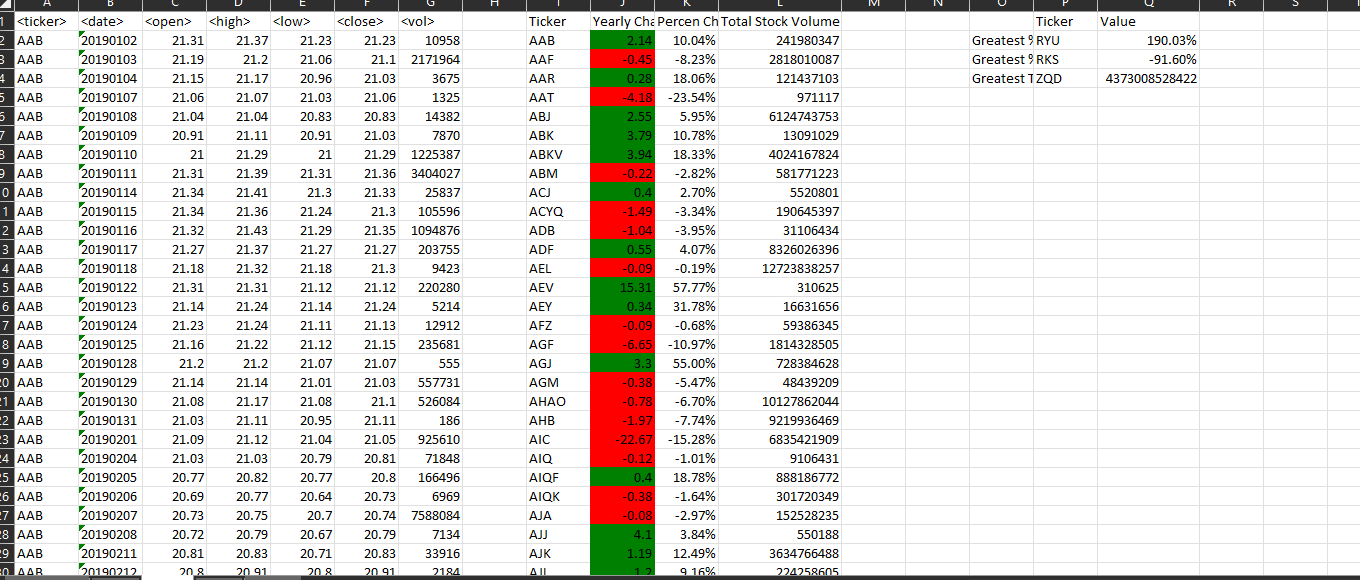 A B C D E F G H I J K L M N O P Q R S
1 <ticker> <date> <open> <high> <low> <close> <vol> Ticker Yearly Cha Percen Ch Total Stock Volume Ticker Value
2 AAB 20190102 21.31 21.37 21.23 21.23 10958 AAB 2.14 10.04% 241980347 Greatest % RYU 190.03%
3 AAB 20190103 21.19 21.2 21.06 21.1 2171964 AAF -0.45 -8.23% 2818010087 Greatest % RKS -91.60%
4 AAB 20190104 21.15 21.17 20.96 21.03 3675 AAR 0.28 18.06% 121437103 Greatest T ZQD 4373008528422
5 AAB 20190107 21.06 21.07 21.03 21.06 1325 AAT -4.18 -23.54% 971117
6 AAB 20190108 21.04 21.04 20.83 20.83 14382 ABJ 2.55 5.95% 6124743753
7 AAB 20190109 20.91 21.11 20.91 21.03 7870 ABK 3.79 10.78% 13091029
8 AAB 20190110 21 21.29 21 21.29 1225387 ABKV 3.94 18.33% 4024167824
9 AAB 20190111 21.31 21.39 21.31 21.36 3404027 ABM -0.22 -2.82% 581771223
0 AAB 20190114 21.34 21.41 21.3 21.33 25837 ACJ 0.4 2.70% 5520801
1 AAB 20190115 21.34 21.36 21.24 21.3 105596 ACYQ -1.49 -3.34% 190645397
2 AAB 20190116 21.32 21.43 21.29 21.35 1094876 ADB -1.04 -3.95% 31106434
3 AAB 20190117 21.27 21.37 21.27 21.27 203755 ADF 0.55 4.07% 8326026396
4 AAB 20190118 21.18 21.32 21.18 21.3 9423 AEL -0.09 -0.19% 12723838257
5 AAB 20190122 21.31 21.31 21.12 21.12 220280 AEV 15.31 57.77% 310625
6 AAB 20190123 21.14 21.24 21.14 21.24 5214 AEY 0.34 31.78% 16631656
7 AAB 20190124 21.23 21.24 21.11 21.13 12912 AFZ -0.09 -0.68% 59386345
8 AAB 20190125 21.16 21.22 21.12 21.15 235681 AGF -6.65 -10.97% 1814328505
9 AAB 20190128 21.2 21.2 21.07 21.07 555 AGJ 3.3 55.00% 728384628
20 AAB 20190129 21.14 21.14 21.01 21.03 557731 AGM -0.38 -5.47% 48439209
21 AAB 20190130 21.08 21.17 21.08 21.1 526084 AHAO -0.78 -6.70% 10127862044
22 AAB 20190131 21.03 21.11 20.95 21.11 186 AHB -1.97 -7.74% 9219936469
23 AAB 20190201 21.09 21.12 21.04 21.05 925610 AIC -22.67 -15.28% 6835421909
24 AAB 20190204 21.03 21.03 20.79 20.81 71848 AIQ -0.12 -1.01% 9106431
25 AAB 20190205 20.77 20.82 20.77 20.8 166496 AIQF 0.4 18.78% 888186772
26 AAB 20190206 20.69 20.77 20.64 20.73 6969 AIQK -0.38 -1.64% 301720349
27 AAB 20190207 20.73 20.75 20.7 20.74 7588084 AJA -0.08 -2.97% 152528235
28 AAB 20190208 20.72 20.79 20.67 20.79 7134 AJJ 4.1 3.84% 550188
29 AAB 20190211 20.81 20.83 20.71 20.83 33916 AJK 1.19 12.49% 3634766488
30 AAB 20190212 20.8 20.91 20.8 20.91 2184 1.2 9.16% 224258605